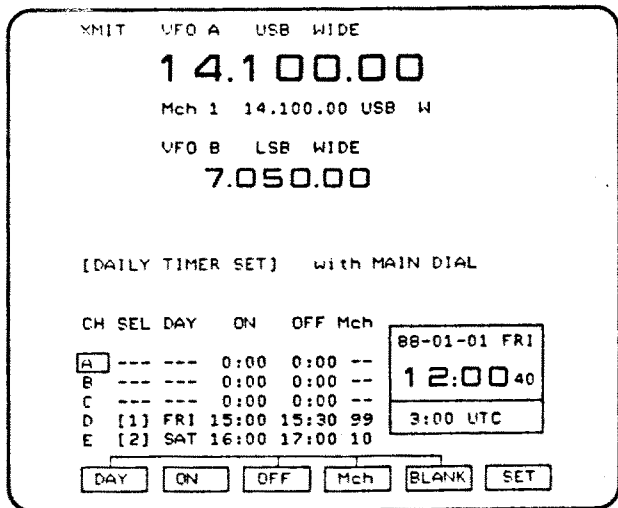 XMIT VFO A USB WIDE
14.100.00
Mch 1 14.100.00 USB W
VFO B LSB WIDE
7.050.00
[DAILY TIMER SET] with MAIN DIAL
CH SEL DAY ON OFF Mch
A --- --- 0:00 0:00 --
B --- --- 0:00 0:00 --
C --- --- 0:00 0:00 --
D [1] FRI 15:00 15:30 99
E [2] SAT 16:00 17:00 10
88-01-01 FRI
12:00 40
3:00 UTC
DAY ON OFF Mch BLANK SET